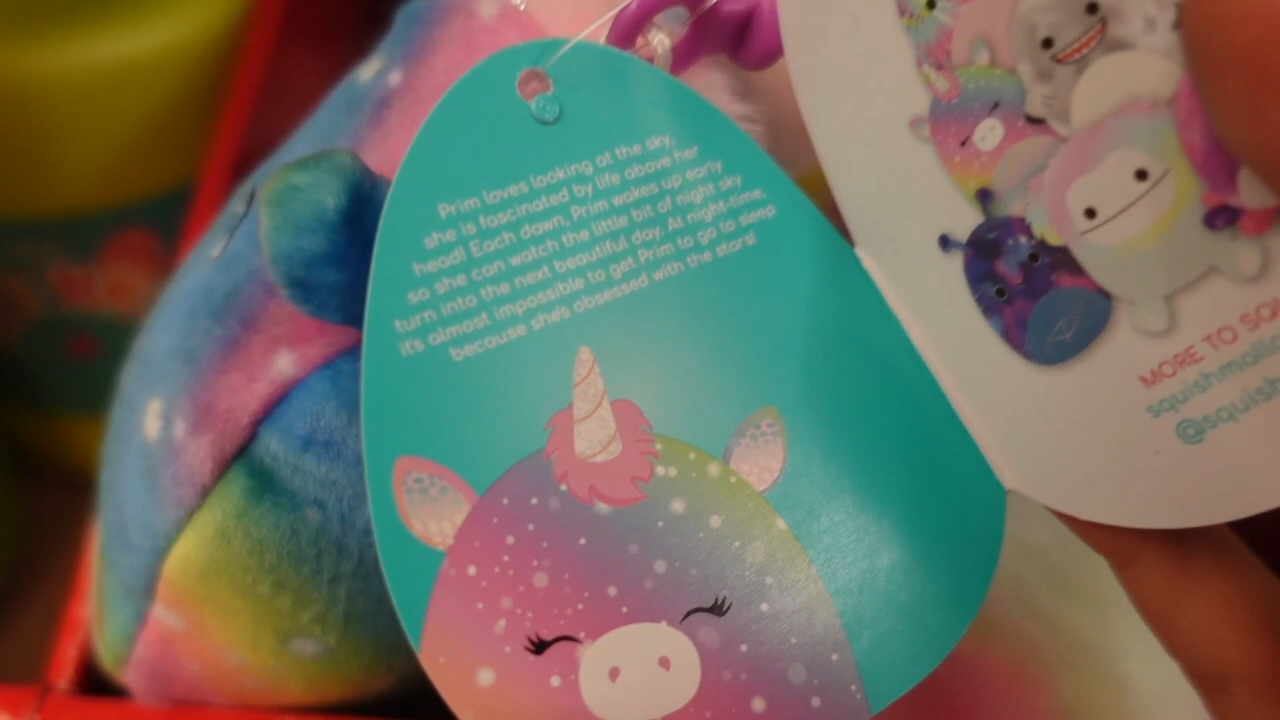 Prim loves looking at the sky,
she is fascinated by life above her
head! Each dawn, Prim wakes up early
so she can watch the little bit of night sky
turn into the next beautiful day. At night-time,
it's almost impossible to get Prim to go to sleep
because she's obsessed with the stars!
MORE TO